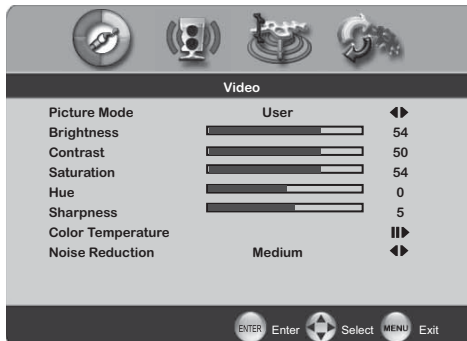 Video
Picture Mode User
Brightness 54
Contrast 50
Saturation 54
Hue 0
Sharpness 5
Color Temperature
Noise Reduction Medium
ENTER Enter Select MENU Exit